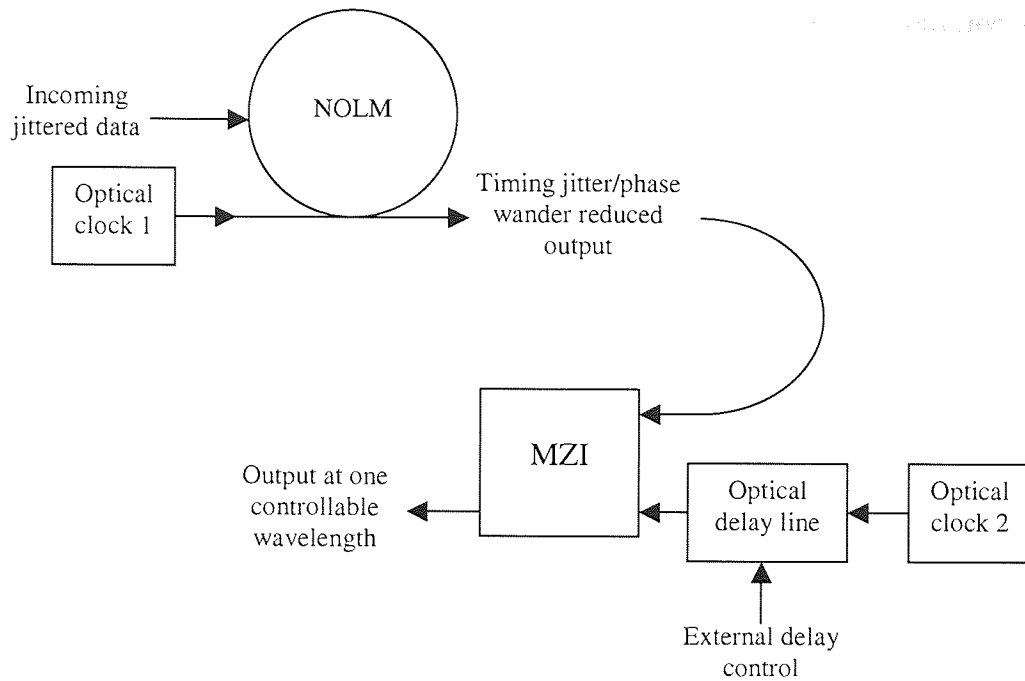 Incoming
jittered data
NOLM
Optical
clock 1
Timing jitter/phase
wander reduced
output
MZI
Output at one
controllable
wavelength
Optical
delay line
Optical
clock 2
External delay
control